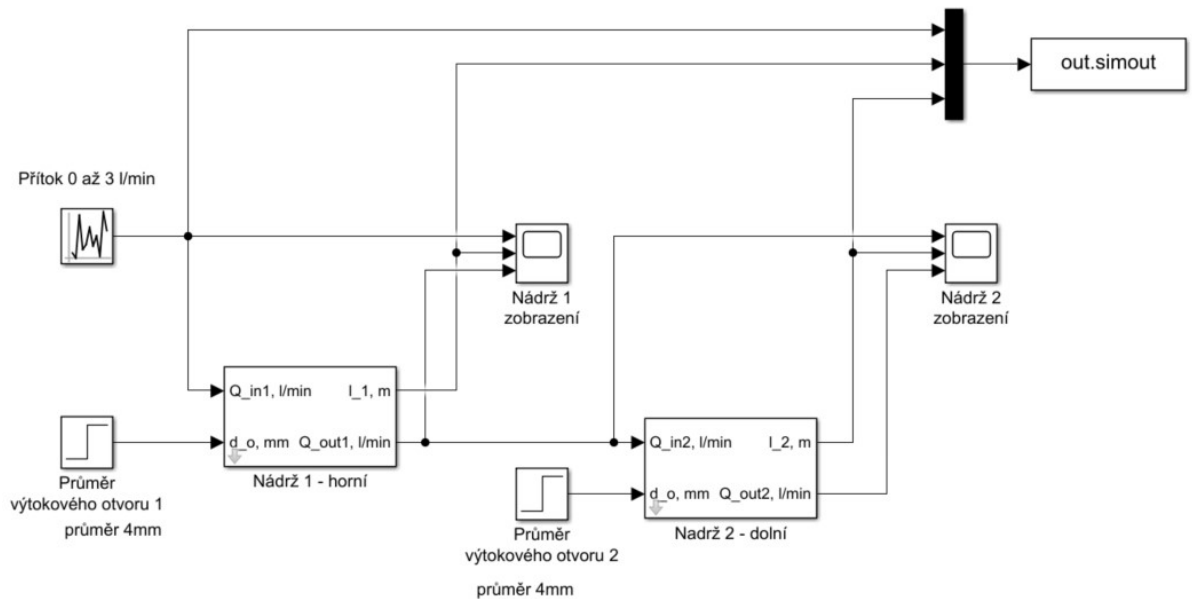 out.simout
Přítok 0 až 3 l/min
Nádrž 1
zobrazení
Nádrž 2
zobrazení
Q_in1, l/min
l_1, m
d_o, mm
Q_out1, l/min
Nádrž 1 - horní
Průměr
výtokového otvoru 1
průměr 4mm
Q_in2, l/min
l_2, m
d_o, mm
Q_out2, l/min
Nadrž 2 - dolní
Průměr
výtokového otvoru 2
průměr 4mm